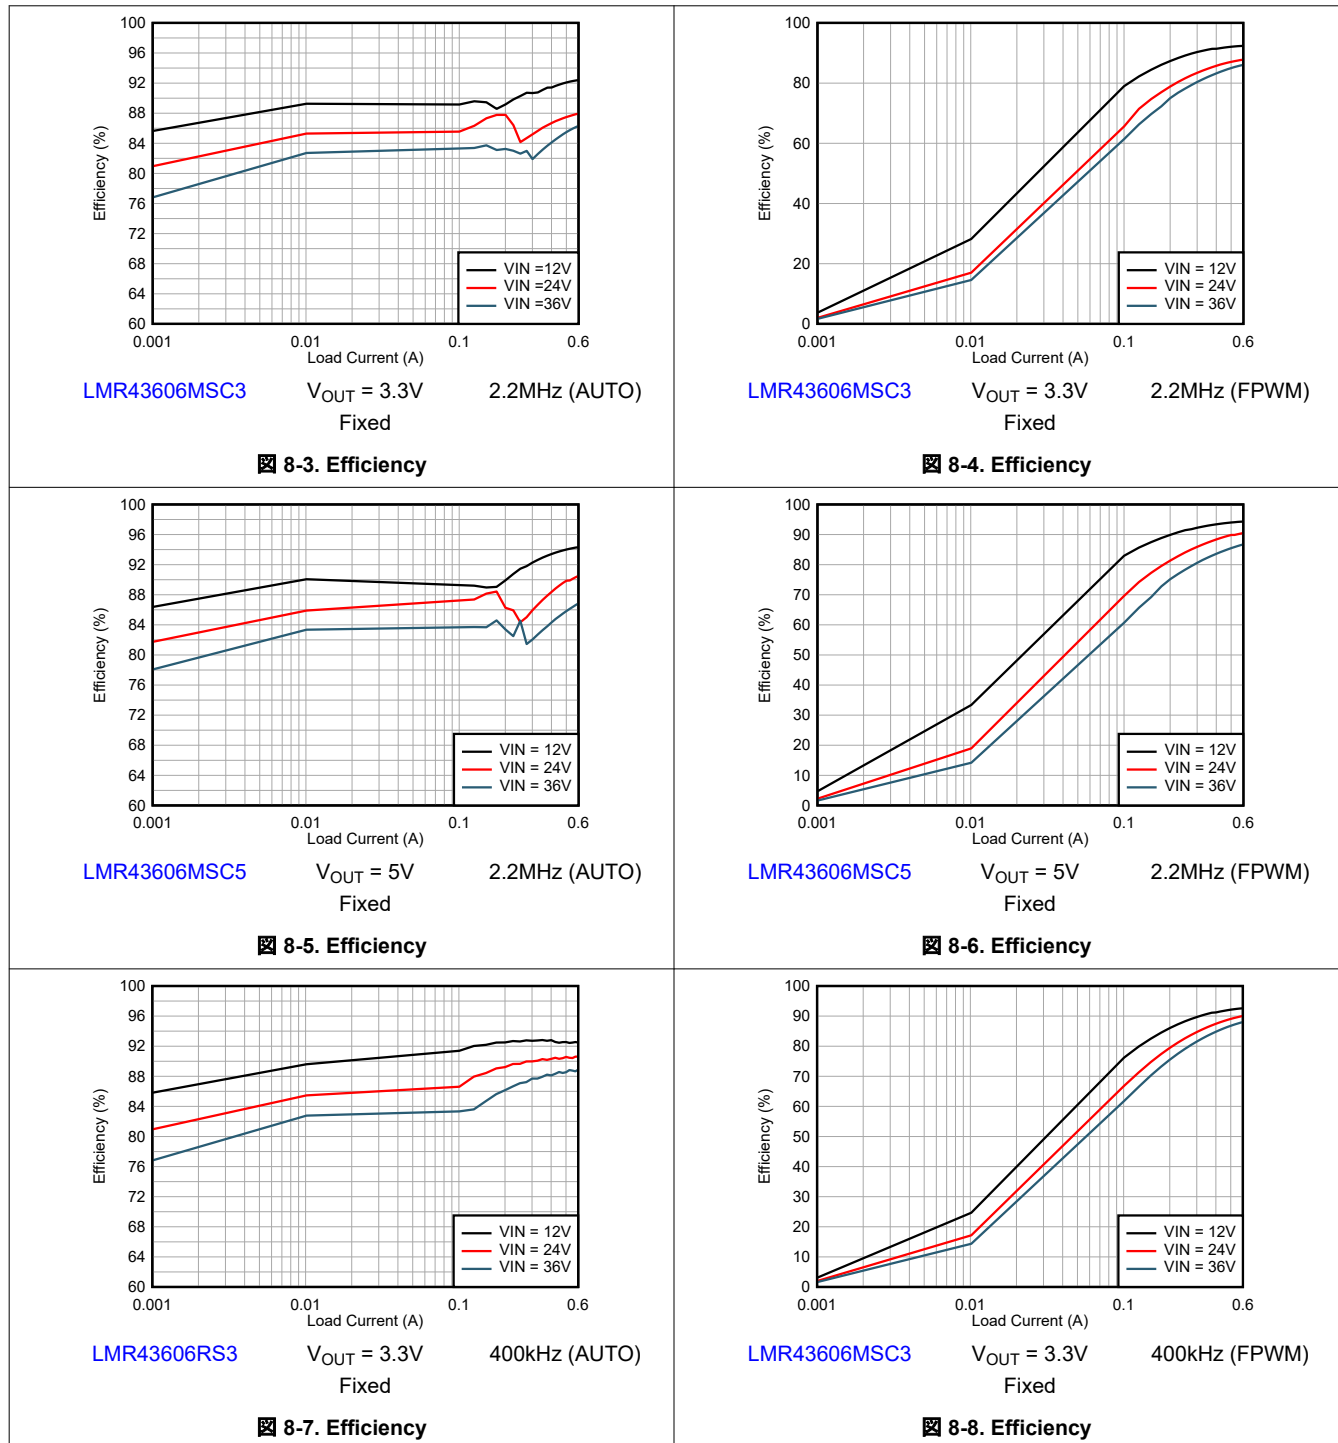 100
96
92
88
84
80
76
72
68
64
60
Efficiency (%)
VIN =12V
VIN =24V
VIN =36V
0.001 0.01 0.1 0.6
Load Current (A)
LMR43606MSC3 VOUT = 3.3V 2.2MHz (AUTO)
Fixed
図 8-3. Efficiency
100
80
60
40
20
0
Efficiency (%)
VIN = 12V
VIN = 24V
VIN = 36V
0.001 0.01 0.1 0.6
Load Current (A)
LMR43606MSC3 VOUT = 3.3V 2.2MHz (FPWM)
Fixed
図 8-4. Efficiency
100
96
92
88
84
80
76
72
68
64
60
Efficiency (%)
VIN = 12V
VIN = 24V
VIN = 36V
0.001 0.01 0.1 0.6
Load Current (A)
LMR43606MSC5 VOUT = 5V 2.2MHz (AUTO)
Fixed
図 8-5. Efficiency
100
90
80
70
60
50
40
30
20
10
0
Efficiency (%)
VIN = 12V
VIN = 24V
VIN = 36V
0.001 0.01 0.1 0.6
Load Current (A)
LMR43606MSC5 VOUT = 5V 2.2MHz (FPWM)
Fixed
図 8-6. Efficiency
100
96
92
88
84
80
76
72
68
64
60
Efficiency (%)
VIN = 12V
VIN = 24V
VIN = 36V
0.001 0.01 0.1 0.6
Load Current (A)
LMR43606RS3 VOUT = 3.3V 400kHz (AUTO)
Fixed
図 8-7. Efficiency
100
90
80
70
60
50
40
30
20
10
0
Efficiency (%)
VIN = 12V
VIN = 24V
VIN = 36V
0.001 0.01 0.1 0.6
Load Current (A)
LMR43606MSC3 VOUT = 3.3V 400kHz (FPWM)
Fixed
図 8-8. Efficiency